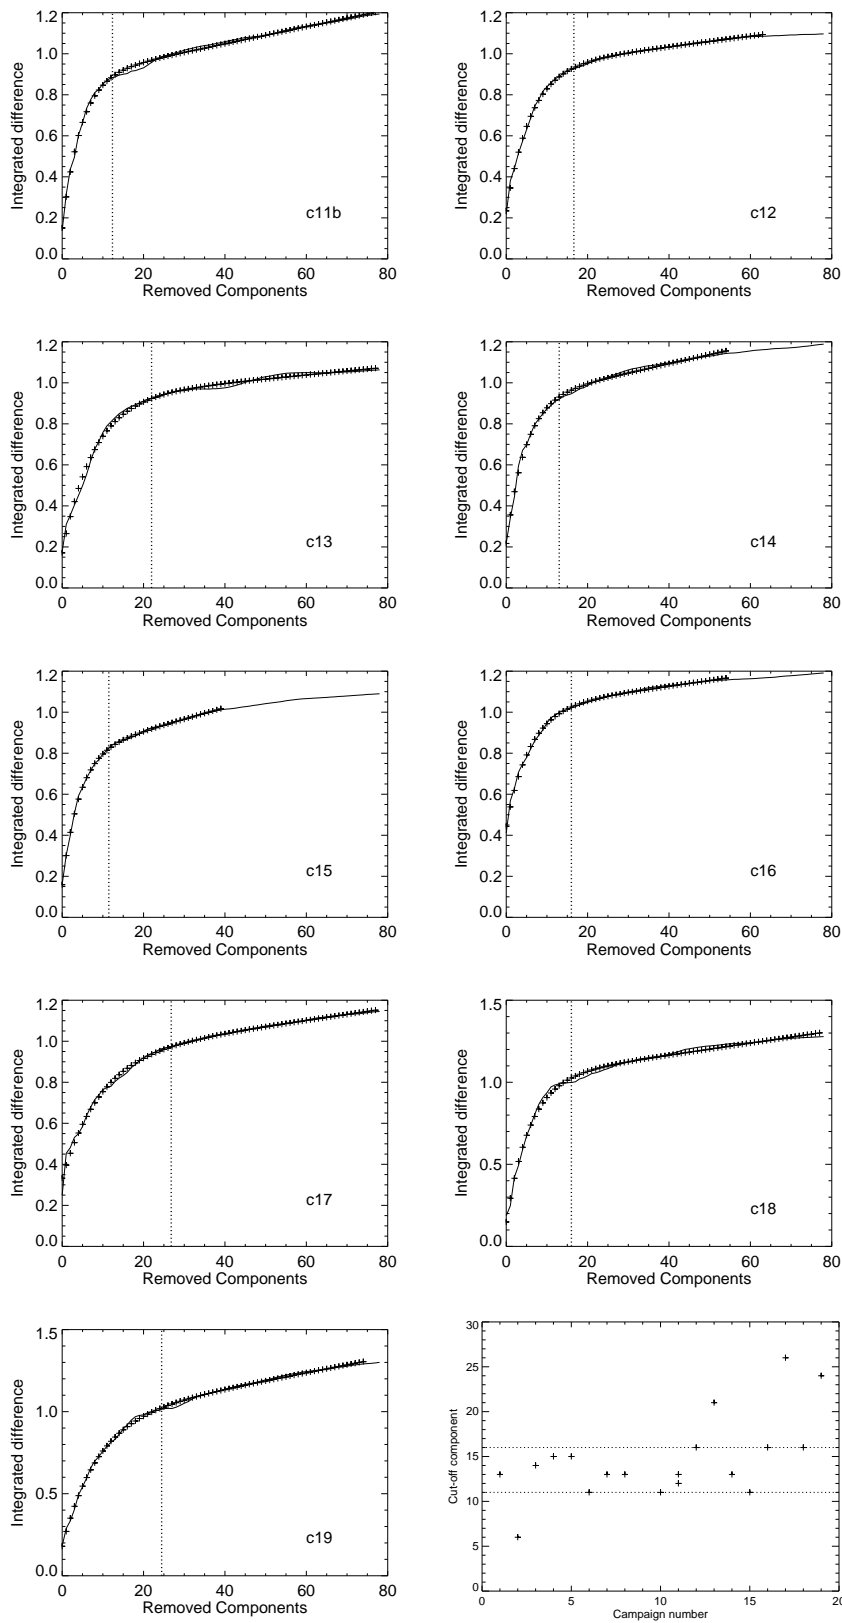 1.2
1.0
0.8
0.6
0.4
0.2
0.0
Integrated difference
c11b
0 20 40 60 80
Removed Components
1.2
1.0
0.8
0.6
0.4
0.2
0.0
Integrated difference
c12
0 20 40 60 80
Removed Components
1.2
1.0
0.8
0.6
0.4
0.2
0.0
Integrated difference
c13
0 20 40 60 80
Removed Components
1.2
1.0
0.8
0.6
0.4
0.2
0.0
Integrated difference
c14
0 20 40 60 80
Removed Components
1.2
1.0
0.8
0.6
0.4
0.2
0.0
Integrated difference
c15
0 20 40 60 80
Removed Components
1.2
1.0
0.8
0.6
0.4
0.2
0.0
Integrated difference
c16
0 20 40 60 80
Removed Components
1.2
1.0
0.8
0.6
0.4
0.2
0.0
Integrated difference
c17
0 20 40 60 80
Removed Components
1.5
1.0
0.5
0.0
Integrated difference
c18
0 20 40 60 80
Removed Components
1.5
1.0
0.5
0.0
Integrated difference
c19
0 20 40 60 80
Removed Components
30
25
20
15
10
5
0
Cut-off component
0 5 10 15 20
Campaign number